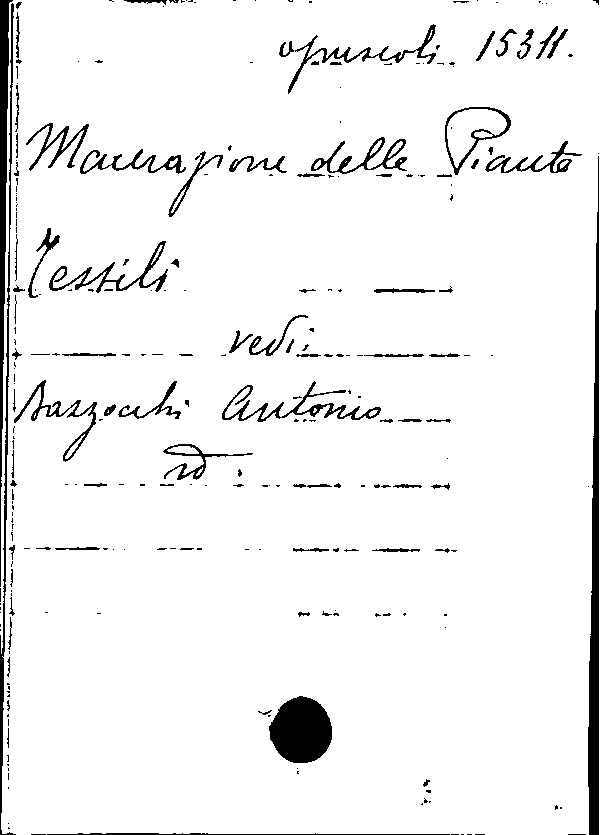 opuscoli. 15311.
Macerazione delle Piante
Tessili
vedi:
Bazzocchi Antonio
id: